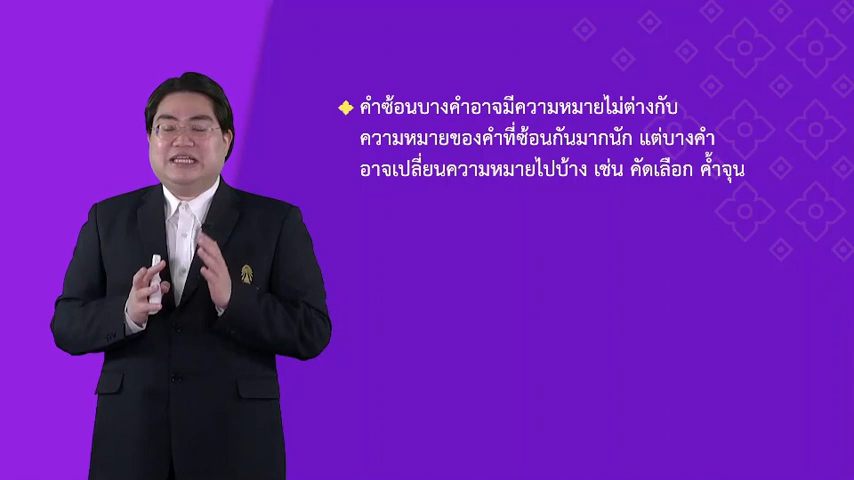 คำซ้อนบางคำอาจมีความหมายไม่ต่างกับ
ความหมายของคำที่ซ้อนกันมากนัก แต่บางคำ
อาจเปลี่ยนความหมายไปบ้าง เช่น คัดเลือก ค้ำจุน